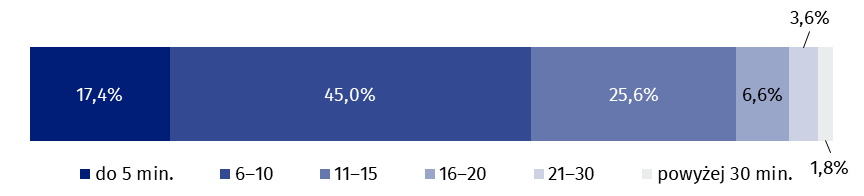 3,6%
17,4% 45,0% 25,6% 6,6%
do 5 min. 6–10 11–15 16–20 21–30 powyżej 30 min. 1,8%